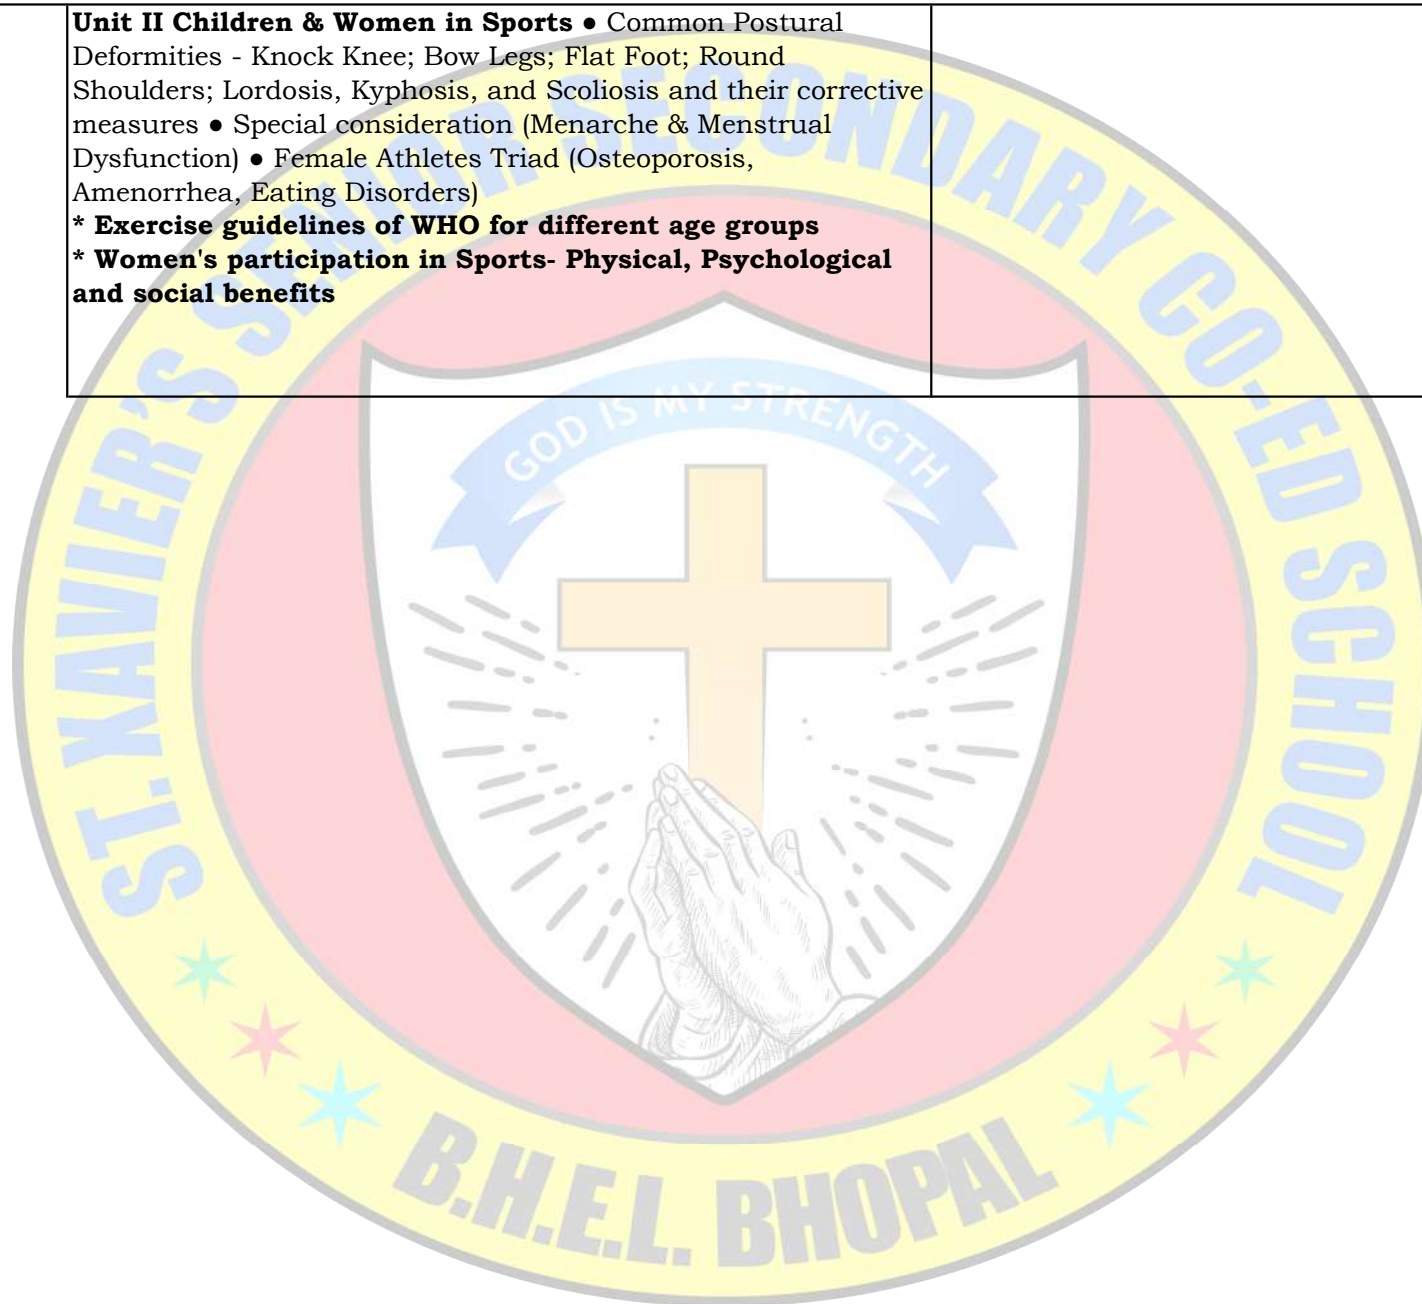 Unit II Children & Women in Sports ● Common Postural
Deformities - Knock Knee; Bow Legs; Flat Foot; Round
Shoulders; Lordosis, Kyphosis, and Scoliosis and their corrective
measures ● Special consideration (Menarche & Menstrual
Dysfunction) ● Female Athletes Triad (Osteoporosis,
Amenorrhea, Eating Disorders)
* Exercise guidelines of WHO for different age groups
* Women's participation in Sports- Physical, Psychological
and social benefits
ST. XAVIER'S SENIOR SECONDARY CO-ED SCHOOL
GOD IS MY STRENGTH
B.H.E.L. BHOPAL